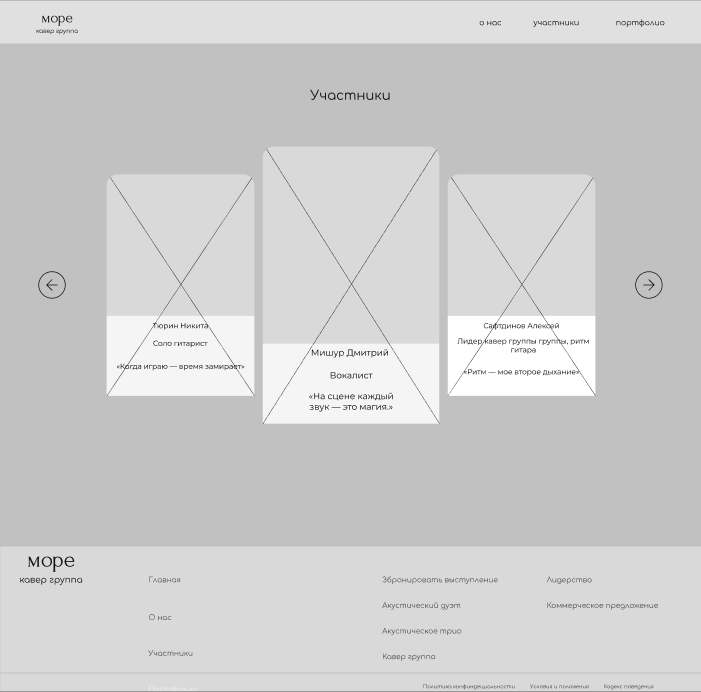 море
кавер группа
о нас
участники
портфолио
Участники
Тюрин Никита
Соло гитарист
«Когда играю — время замирает»
Мишур Дмитрий
Вокалист
«На сцене каждый
звук — это магия.»
Сафтдинов Алексей
Лидер кавер группы группы, ритм
гитара
«Ритм — мое второе дыхание»
море
кавер группа
Главная
О нас
Участники
Портфолио
Збронировать выступление
Акустический дуэт
Акустическое трио
Кавер группа
Лидерство
Коммерческое предложение
Политика конфиндециальности
Условия и положения
Кодекс поведения